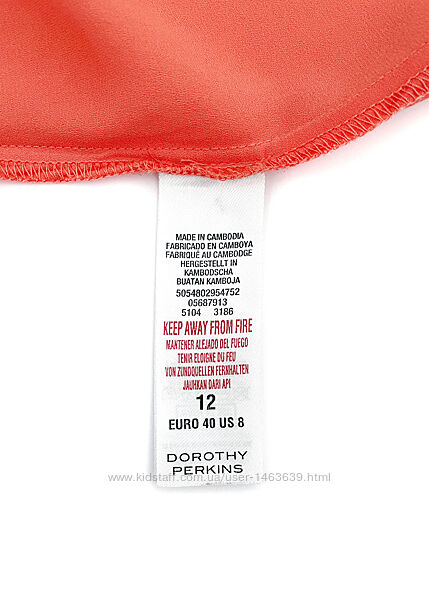 MADE IN CAMBODIA
FABRICADO EN CAMBOYA
FABRIQUÉ AU CAMBODGE
HERGESTELLT IN
KAMBODSCHA
BUATAN KAMBOJA
5054802954752
05687913
5104 3186
KEEP AWAY FROM FIRE
MANTENER ALEJADO DEL FUEGO
TENIR ELOIGNE DU FEU
VON ZUNDQUELLEN FERNHALTEN
JAUHKAN DARI API
12
EURO 40 US 8
DOROTHY
PERKINS
www.kidstaff.com.ua/user-1463639.html